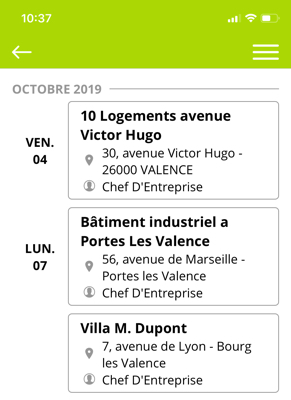 10:37
OCTOBRE 2019
VEN.
04
10 Logements avenue
Victor Hugo
30, avenue Victor Hugo -
26000 VALENCE
Chef D'Entreprise
LUN.
07
Bâtiment industriel a
Portes Les Valence
56, avenue de Marseille -
Portes les Valence
Chef D'Entreprise
Villa M. Dupont
7, avenue de Lyon - Bourg
les Valence
Chef D'Entreprise